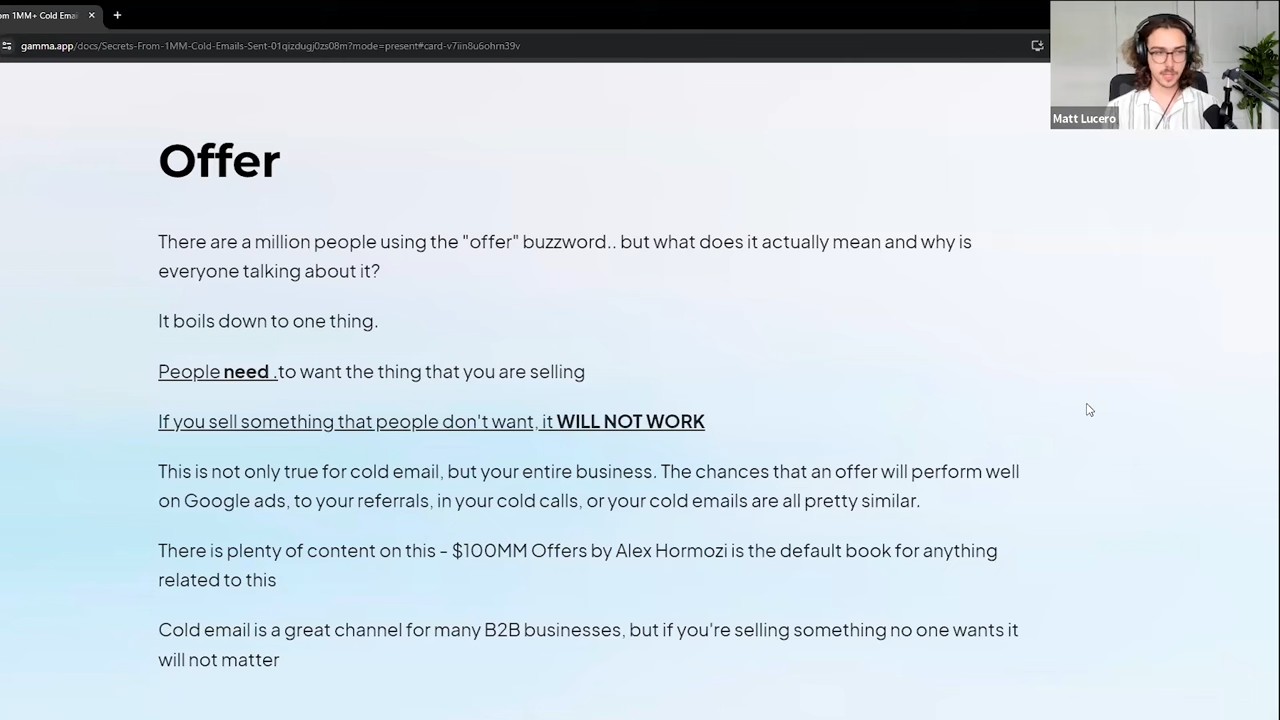 om 1MM+ Cold Emai
gamma.app/docs/Secrets-From-1MM-Cold-Emails-Sent-01qizdugj0zs08m?mode=present#card-v7iin8u6ohrn39v
Matt Lucero
Offer
There are a million people using the "offer" buzzword.. but what does it actually mean and why is
everyone talking about it?
It boils down to one thing.
People need .to want the thing that you are selling
If you sell something that people don't want, it WILL NOT WORK
This is not only true for cold email, but your entire business. The chances that an offer will perform well
on Google ads, to your referrals, in your cold calls, or your cold emails are all pretty similar.
There is plenty of content on this - $100MM Offers by Alex Hormozi is the default book for anything
related to this
Cold email is a great channel for many B2B businesses, but if you're selling something no one wants it
will not matter